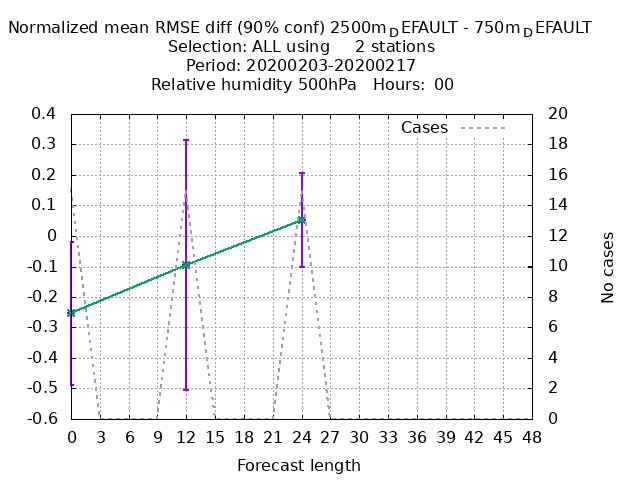 Normalized mean RMSE diff (90% conf) 2500m_DEFAULT - 750m_DEFAULT
Selection: ALL using 2 stations
Period: 20200203-20200217
Relative humidity 500hPa Hours: 00
Cases
0.4
0.3
0.2
0.1
0
-0.1
-0.2
-0.3
-0.4
-0.5
-0.6
20
18
16
14
12
10
8
6
4
2
0
No cases
0 3 6 9 12 15 18 21 24 27 30 33 36 39 42 45 48
Forecast length